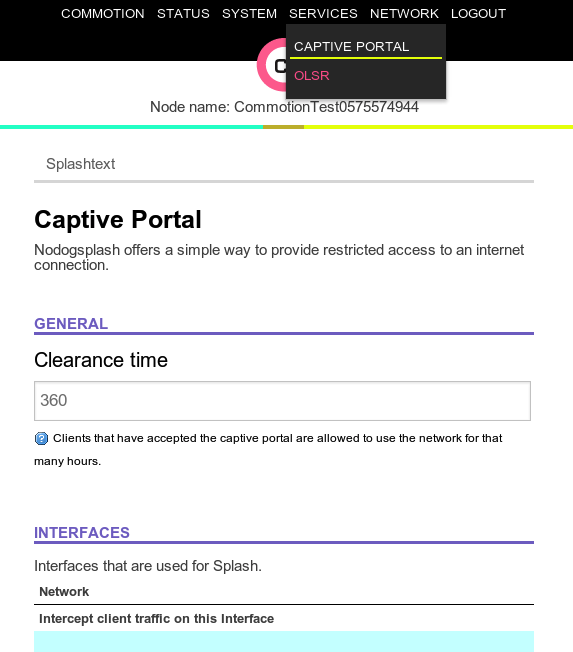 COMMOTION STATUS SYSTEM SERVICES NETWORK LOGOUT
CAPTIVE PORTAL
OLSR
Node name: CommotionTest0575574944
Splashtext
Captive Portal
Nodogsplash offers a simple way to provide restricted access to an internet
connection.
GENERAL
Clearance time
360
Clients that have accepted the captive portal are allowed to use the network for that
many hours.
INTERFACES
Interfaces that are used for Splash.
Network
Intercept client traffic on this Interface